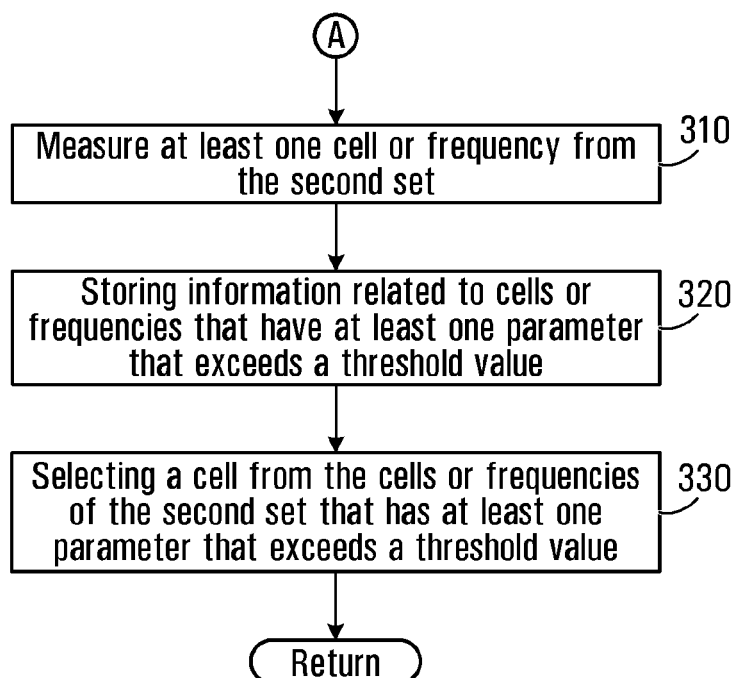 A
Measure at least one cell or frequency from
the second set
310
Storing information related to cells or
frequencies that have at least one parameter
that exceeds a threshold value
320
Selecting a cell from the cells or frequencies
of the second set that has at least one
parameter that exceeds a threshold value
330
Return